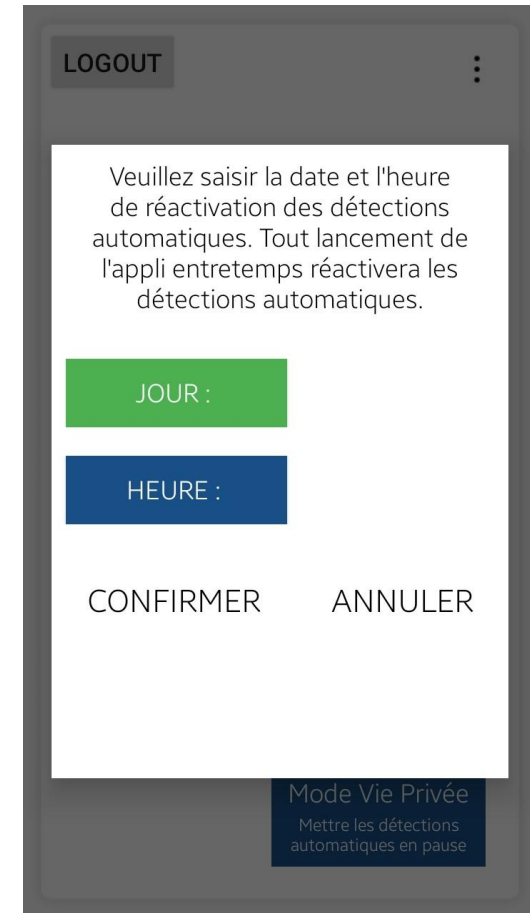 LOGOUT
Veuillez saisir la date et l'heure
de réactivation des détections
automatiques. Tout lancement de
l'appli entretemps réactivera les
détections automatiques.
JOUR :
HEURE :
CONFIRMER ANNULER
Mode Vie Privée
Mettre les détections
automatiques en pause